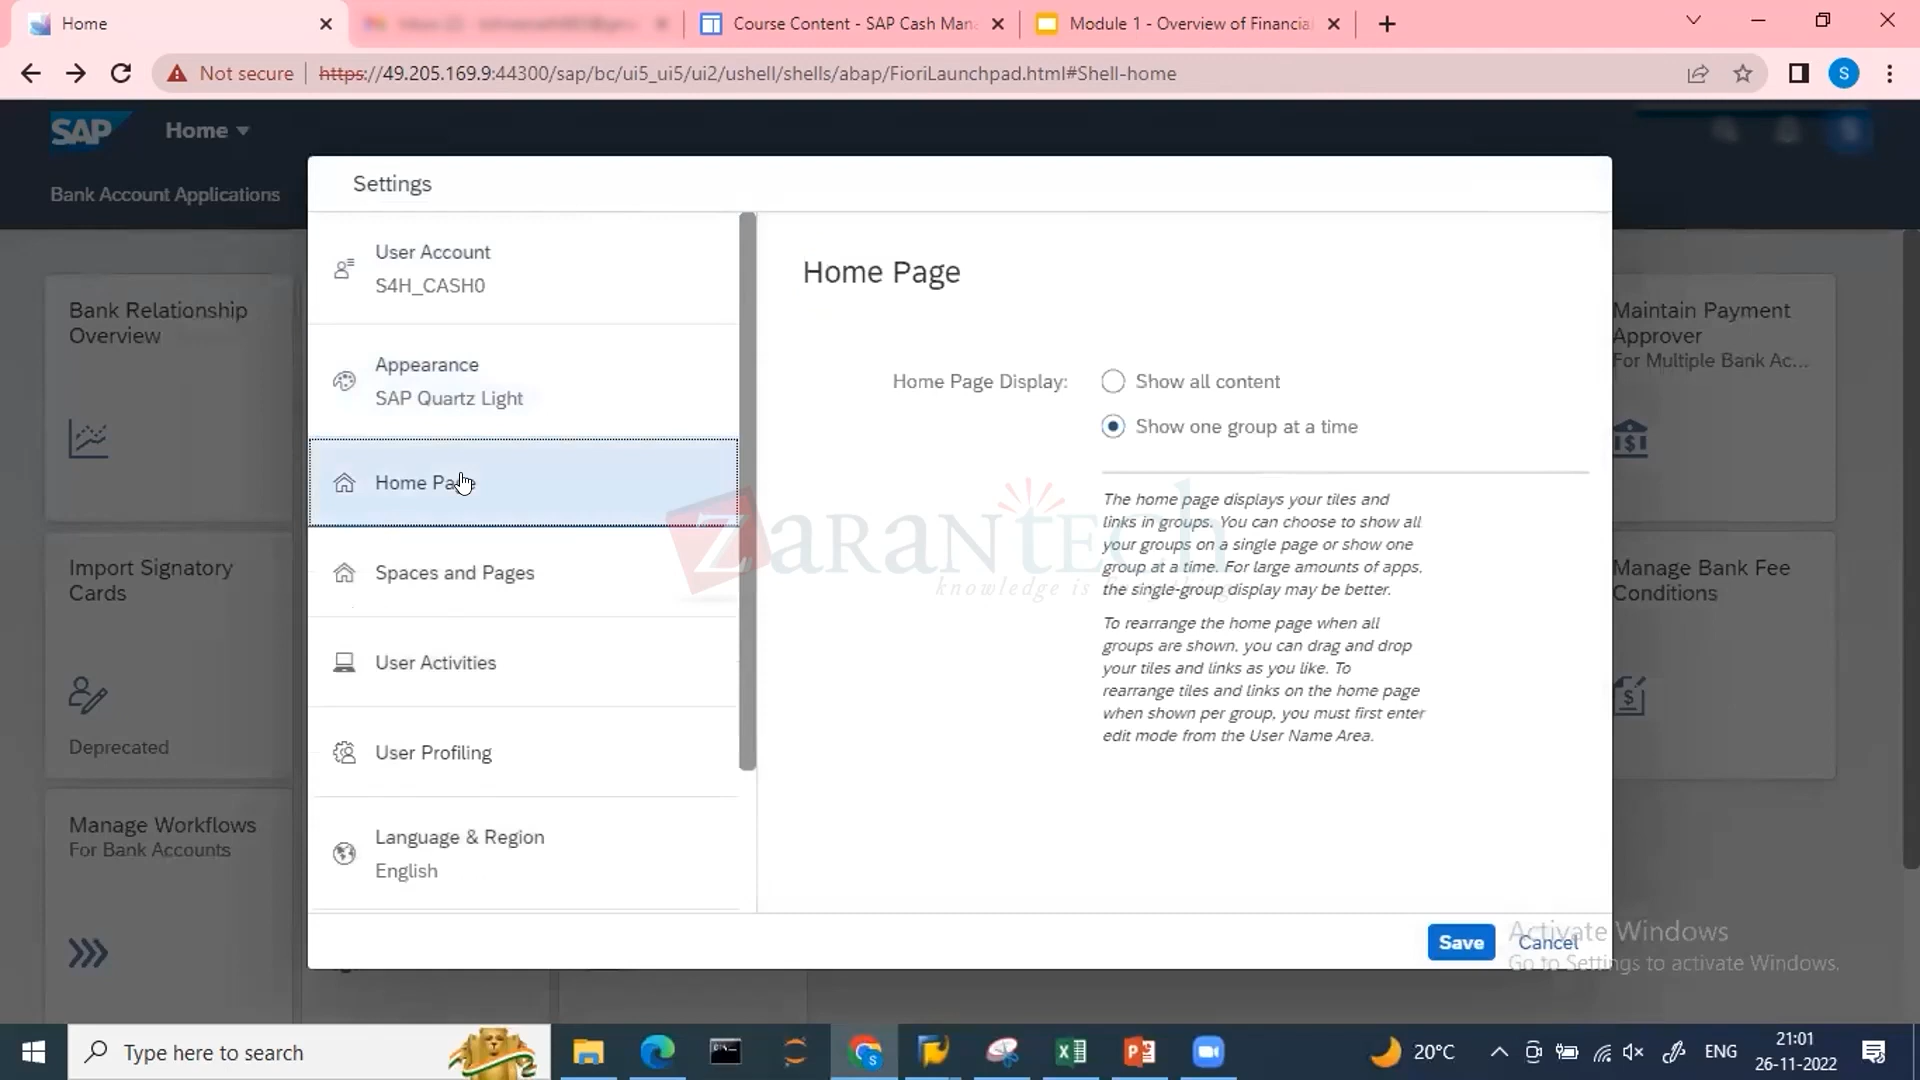 Home
Course Content - SAP Cash Mana
Module 1 - Overview of Financia
Not secure
https://49.205.169.9:44300/sap/bc/ui5_ui5/ui2/ushell/shells/abap/FioriLaunchpad.html#Shell-home
S
SAP
Home
Bank Account Applications
Settings
User Account
S4H_CASH0
Appearance
SAP Quartz Light
Home Page
Spaces and Pages
User Activities
User Profiling
Language & Region
English
Home Page
Home Page Display:
Show all content
Show one group at a time
The home page displays your tiles and
links in groups. You can choose to show all
your groups on a single page or show one
group at a time. For large amounts of apps,
the single-group display may be better.
To rearrange the home page when all
groups are shown, you can drag and drop
your tiles and links as you like. To
rearrange tiles and links on the home page
when shown per group, you must first enter
edit mode from the User Name Area.
Save
Cancel
Bank Relationship
Overview
Import Signatory
Cards
Deprecated
Manage Workflows
For Bank Accounts
Maintain Payment
Approver
For Multiple Bank Ac...
Manage Bank Fee
Conditions
ZaranTech
knowledge is
Activate Windows
Go to Settings to activate Windows.
Type here to search
20°C
ENG
21:01
26-11-2022